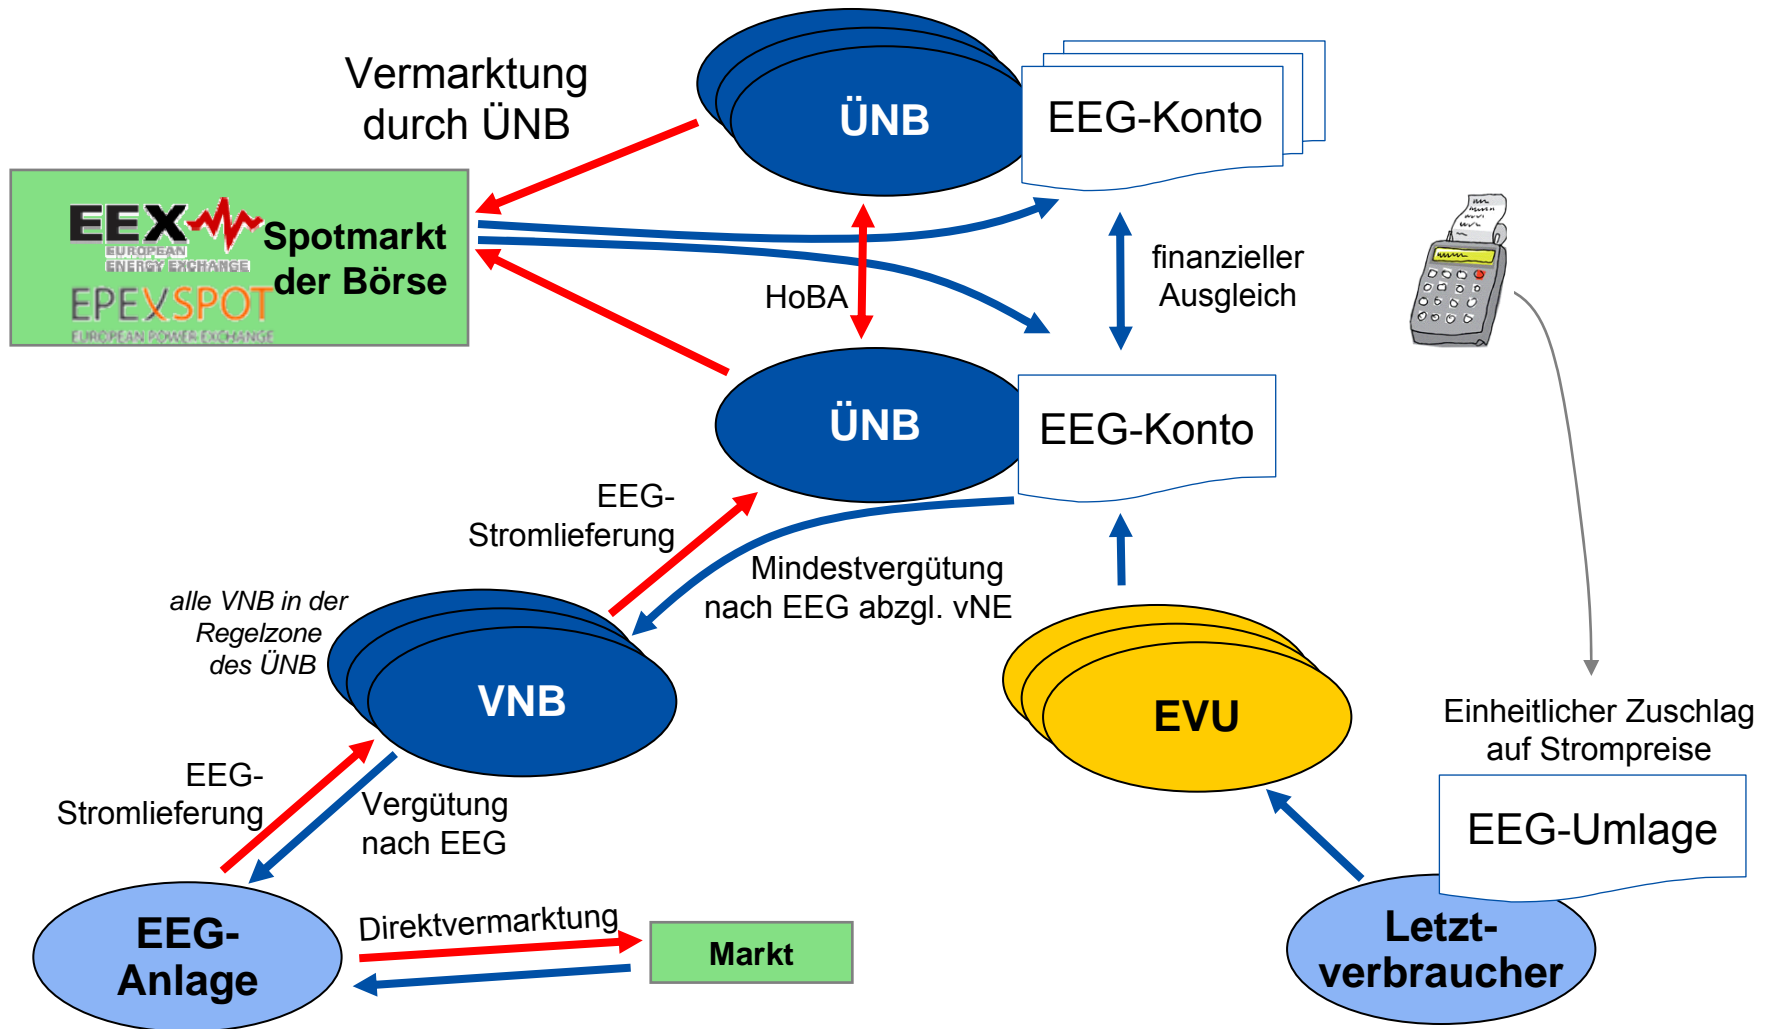 Vermarktung
durch ÜNB
ÜNB
EEG-Konto
EEX
EUROPEAN
ENERGY EXCHANGE
EPEXSPOT
EUROPEAN POWER EXCHANGE
Spotmarkt
der Börse
HoBA
finanzieller
Ausgleich
ÜNB
EEG-Konto
EEG-
Stromlieferung
Mindestvergütung
nach EEG abzgl. vNE
alle VNB in der
Regelzone
des ÜNB
VNB
EVU
Einheitlicher Zuschlag
auf Strompreise
EEG-Umlage
EEG-
Stromlieferung
Vergütung
nach EEG
EEG-
Anlage
Direktvermarktung
Markt
Letzt-
verbraucher